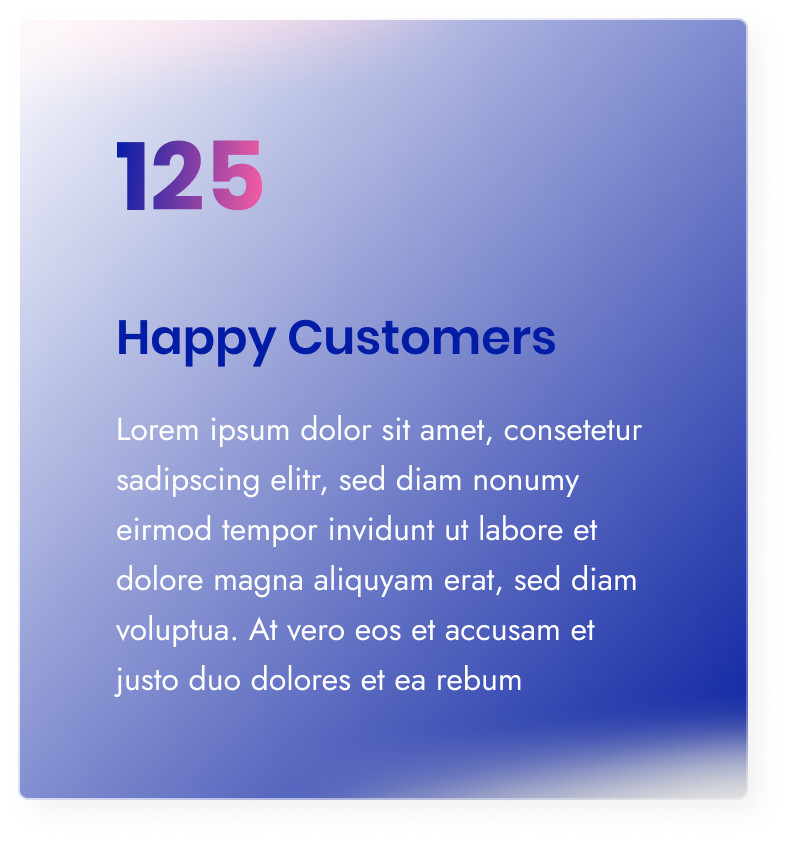 125
Happy Customers
Lorem ipsum dolor sit amet, consetetur
sadipscing elitr, sed diam nonumy
eirmod tempor invidunt ut labore et
dolore magna aliquyam erat, sed diam
voluptua. At vero eos et accusam et
justo duo dolores et ea rebum